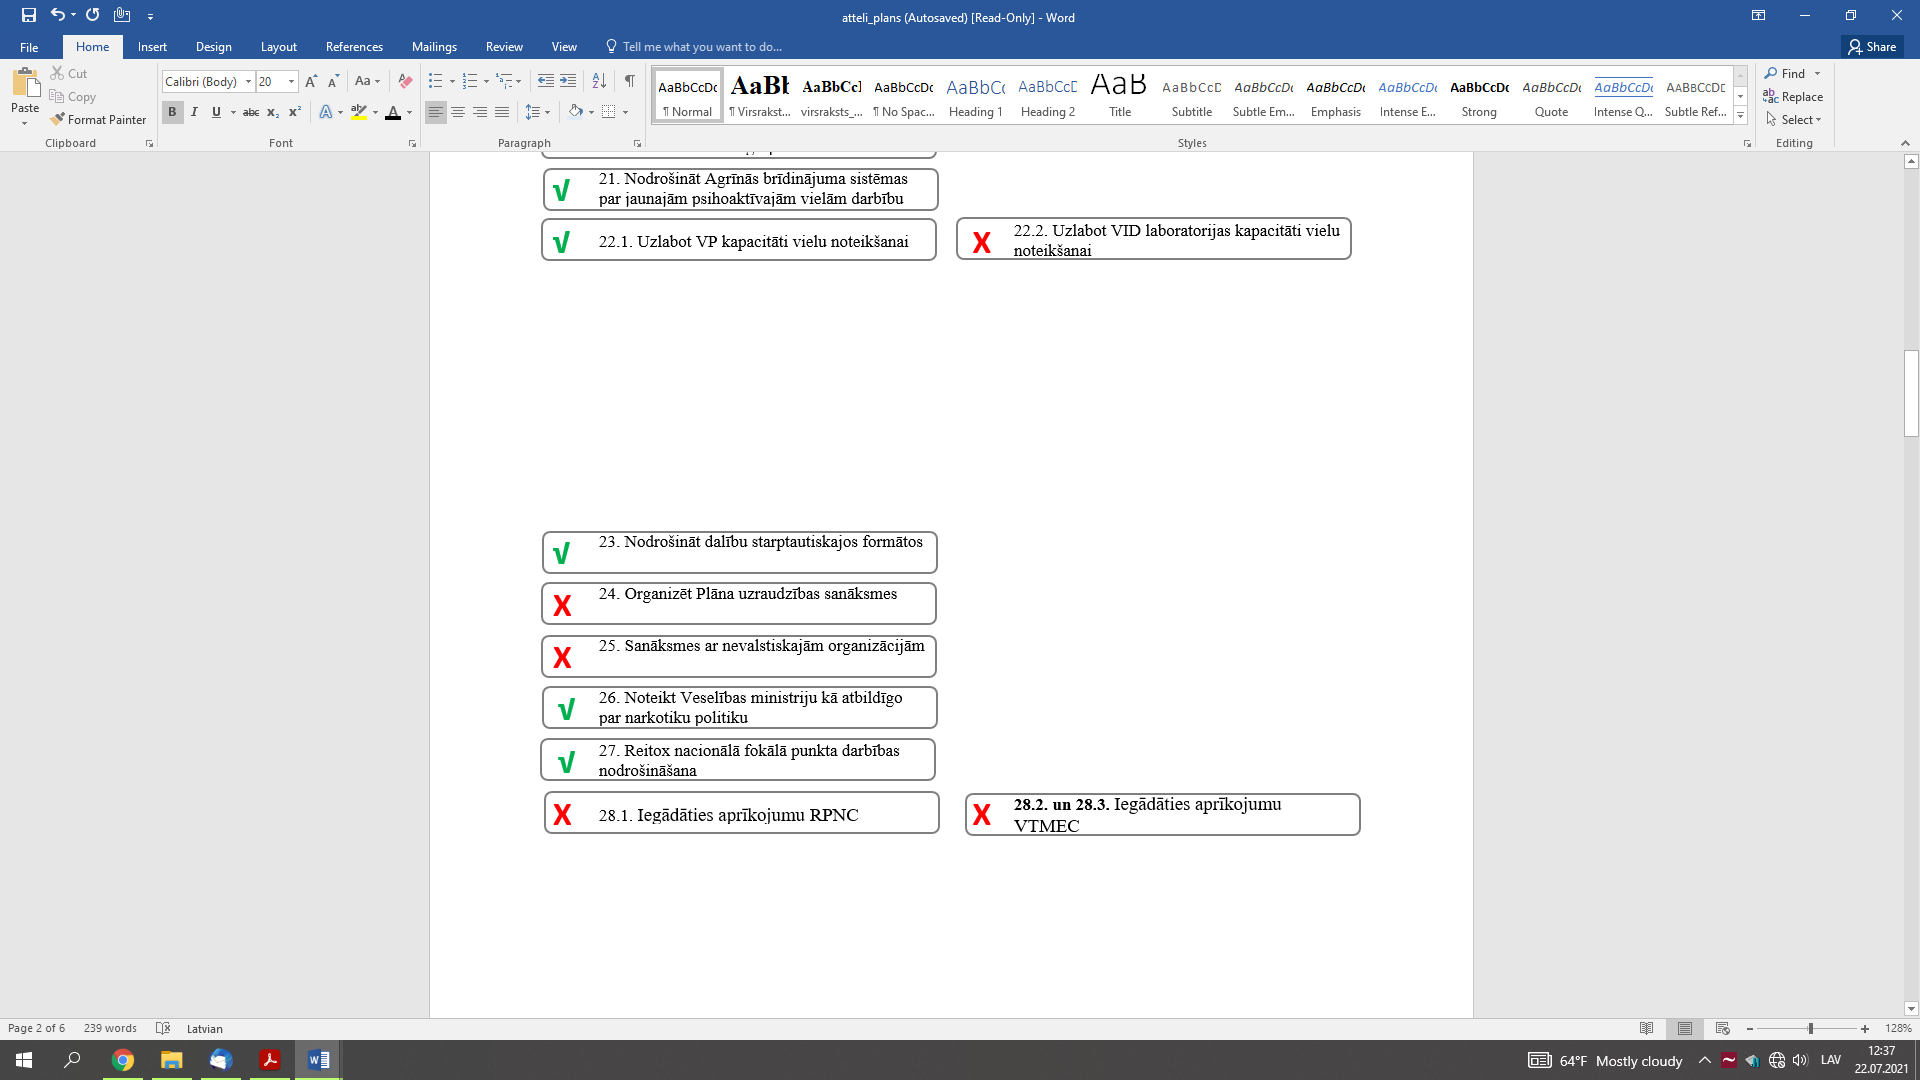 atteli_plans (Autosaved) [Read-Only] - Word
File Home Insert Design Layout References Mailings Review View Tell me what you want to do... Share
Paste
Cut
Copy
Format Painter
Clipboard
Calibri (Body) 20
Font
Paragraph
AaBbCcDc AaBb AaBbCcI AaBbCcDc AaBbCc AaBbCcD AaB AaBbCcD AaBbCcDc AaBbCcDc AaBbCcDc AaBbCcDc AaBbCcDc AaBbCcDc AABBCCDE
¶ Normal ¶ Virsrakst... virsraksts_... ¶ No Spac... Heading 1 Heading 2 Title Subtitle Subtle Em... Emphasis Intense E... Strong Quote Intense Q... Subtle Ref...
Styles
Find
Replace
Select
Editing
√ 21. Nodrošināt Agrīnās brīdinājuma sistēmas
par jaunajām psihoaktīvajām vielām darbību
√ 22.1. Uzlabot VP kapacitāti vielu noteikšanai
X 22.2. Uzlabot VID laboratorijas kapacitāti vielu
noteikšanai
√ 23. Nodrošināt dalību starptautiskajos formātos
X 24. Organizēt Plāna uzraudzības sanāksmes
X 25. Sanāksmes ar nevalstiskajām organizācijām
√ 26. Noteikt Veselības ministriju kā atbildīgo
par narkotiku politiku
√ 27. Reitox nacionālā fokālā punkta darbības
nodrošināšana
X 28.1. Iegādāties aprīkojumu RPNC
X 28.2. un 28.3. Iegādāties aprīkojumu
VTMEC
Page 2 of 6 239 words Latvian 128%
64°F Mostly cloudy LAV 12:37
22.07.2021